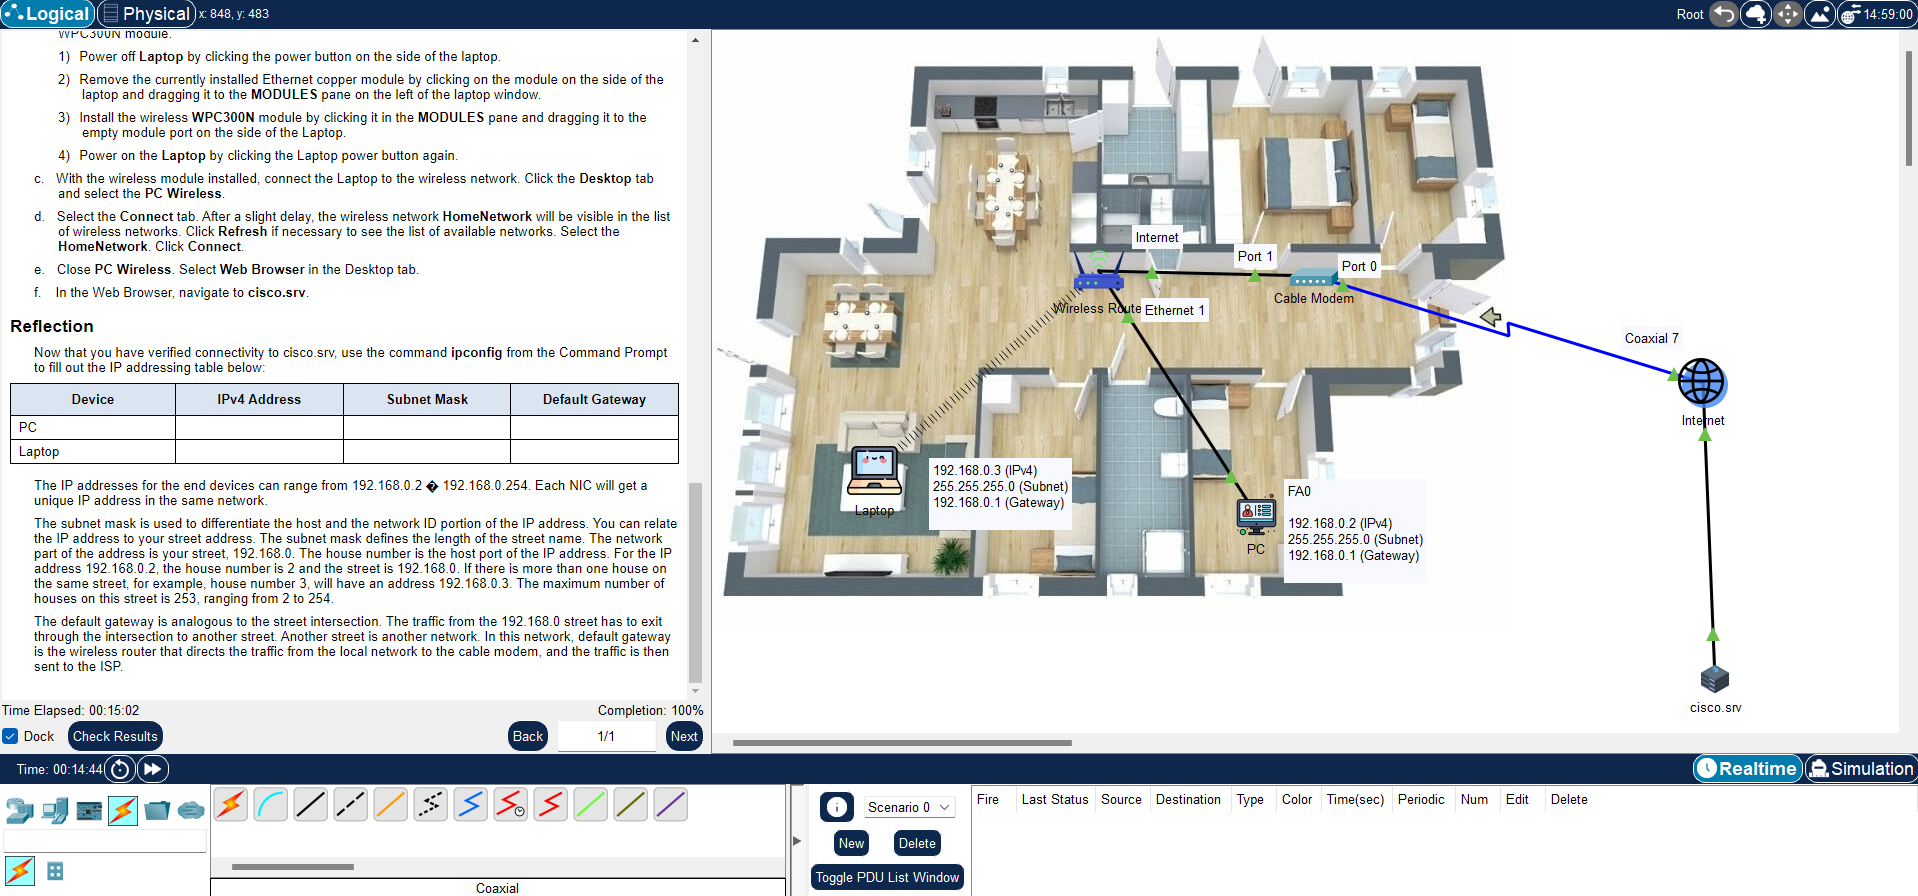 Logical
Physical
x: 848, y: 483
Root
14:59:00
WPC300N module.
1) Power off Laptop by clicking the power button on the side of the laptop.
2) Remove the currently installed Ethernet copper module by clicking on the module on the side of the
laptop and dragging it to the MODULES pane on the left of the laptop window.
3) Install the wireless WPC300N module by clicking it in the MODULES pane and dragging it to the
empty module port on the side of the Laptop.
4) Power on the Laptop by clicking the Laptop power button again.
c. With the wireless module installed, connect the Laptop to the wireless network. Click the Desktop tab
and select the PC Wireless.
d. Select the Connect tab. After a slight delay, the wireless network HomeNetwork will be visible in the list
of wireless networks. Click Refresh if necessary to see the list of available networks. Select the
HomeNetwork. Click Connect.
e. Close PC Wireless. Select Web Browser in the Desktop tab.
f. In the Web Browser, navigate to cisco.srv.
Reflection
Now that you have verified connectivity to cisco.srv, use the command ipconfig from the Command Prompt
to fill out the IP addressing table below:
Device IPv4 Address Subnet Mask Default Gateway
PC
Laptop
The IP addresses for the end devices can range from 192.168.0.2 � 192.168.0.254. Each NIC will get a
unique IP address in the same network.
The subnet mask is used to differentiate the host and the network ID portion of the IP address. You can relate
the IP address to your street address. The subnet mask defines the length of the street name. The network
part of the address is your street, 192.168.0. The house number is the host port of the IP address. For the IP
address 192.168.0.2, the house number is 2 and the street is 192.168.0. If there is more than one house on
the same street, for example, house number 3, will have an address 192.168.0.3. The maximum number of
houses on this street is 253, ranging from 2 to 254.
The default gateway is analogous to the street intersection. The traffic from the 192.168.0 street has to exit
through the intersection to another street. Another street is another network. In this network, default gateway
is the wireless router that directs the traffic from the local network to the cable modem, and the traffic is then
sent to the ISP.
Time Elapsed: 00:15:02
Completion: 100%
Dock
Check Results
Back
1/1
Next
Internet
Port 1
Port 0
Cable Modem
Wireless Route
Ethernet 1
Coaxial 7
Internet
Laptop
192.168.0.3 (IPv4)
255.255.255.0 (Subnet)
192.168.0.1 (Gateway)
FA0
192.168.0.2 (IPv4)
255.255.255.0 (Subnet)
192.168.0.1 (Gateway)
PC
cisco.srv
Time: 00:14:44
Realtime
Simulation
Coaxial
Scenario 0
New
Delete
Toggle PDU List Window
Fire Last Status Source Destination Type Color Time(sec) Periodic Num Edit Delete